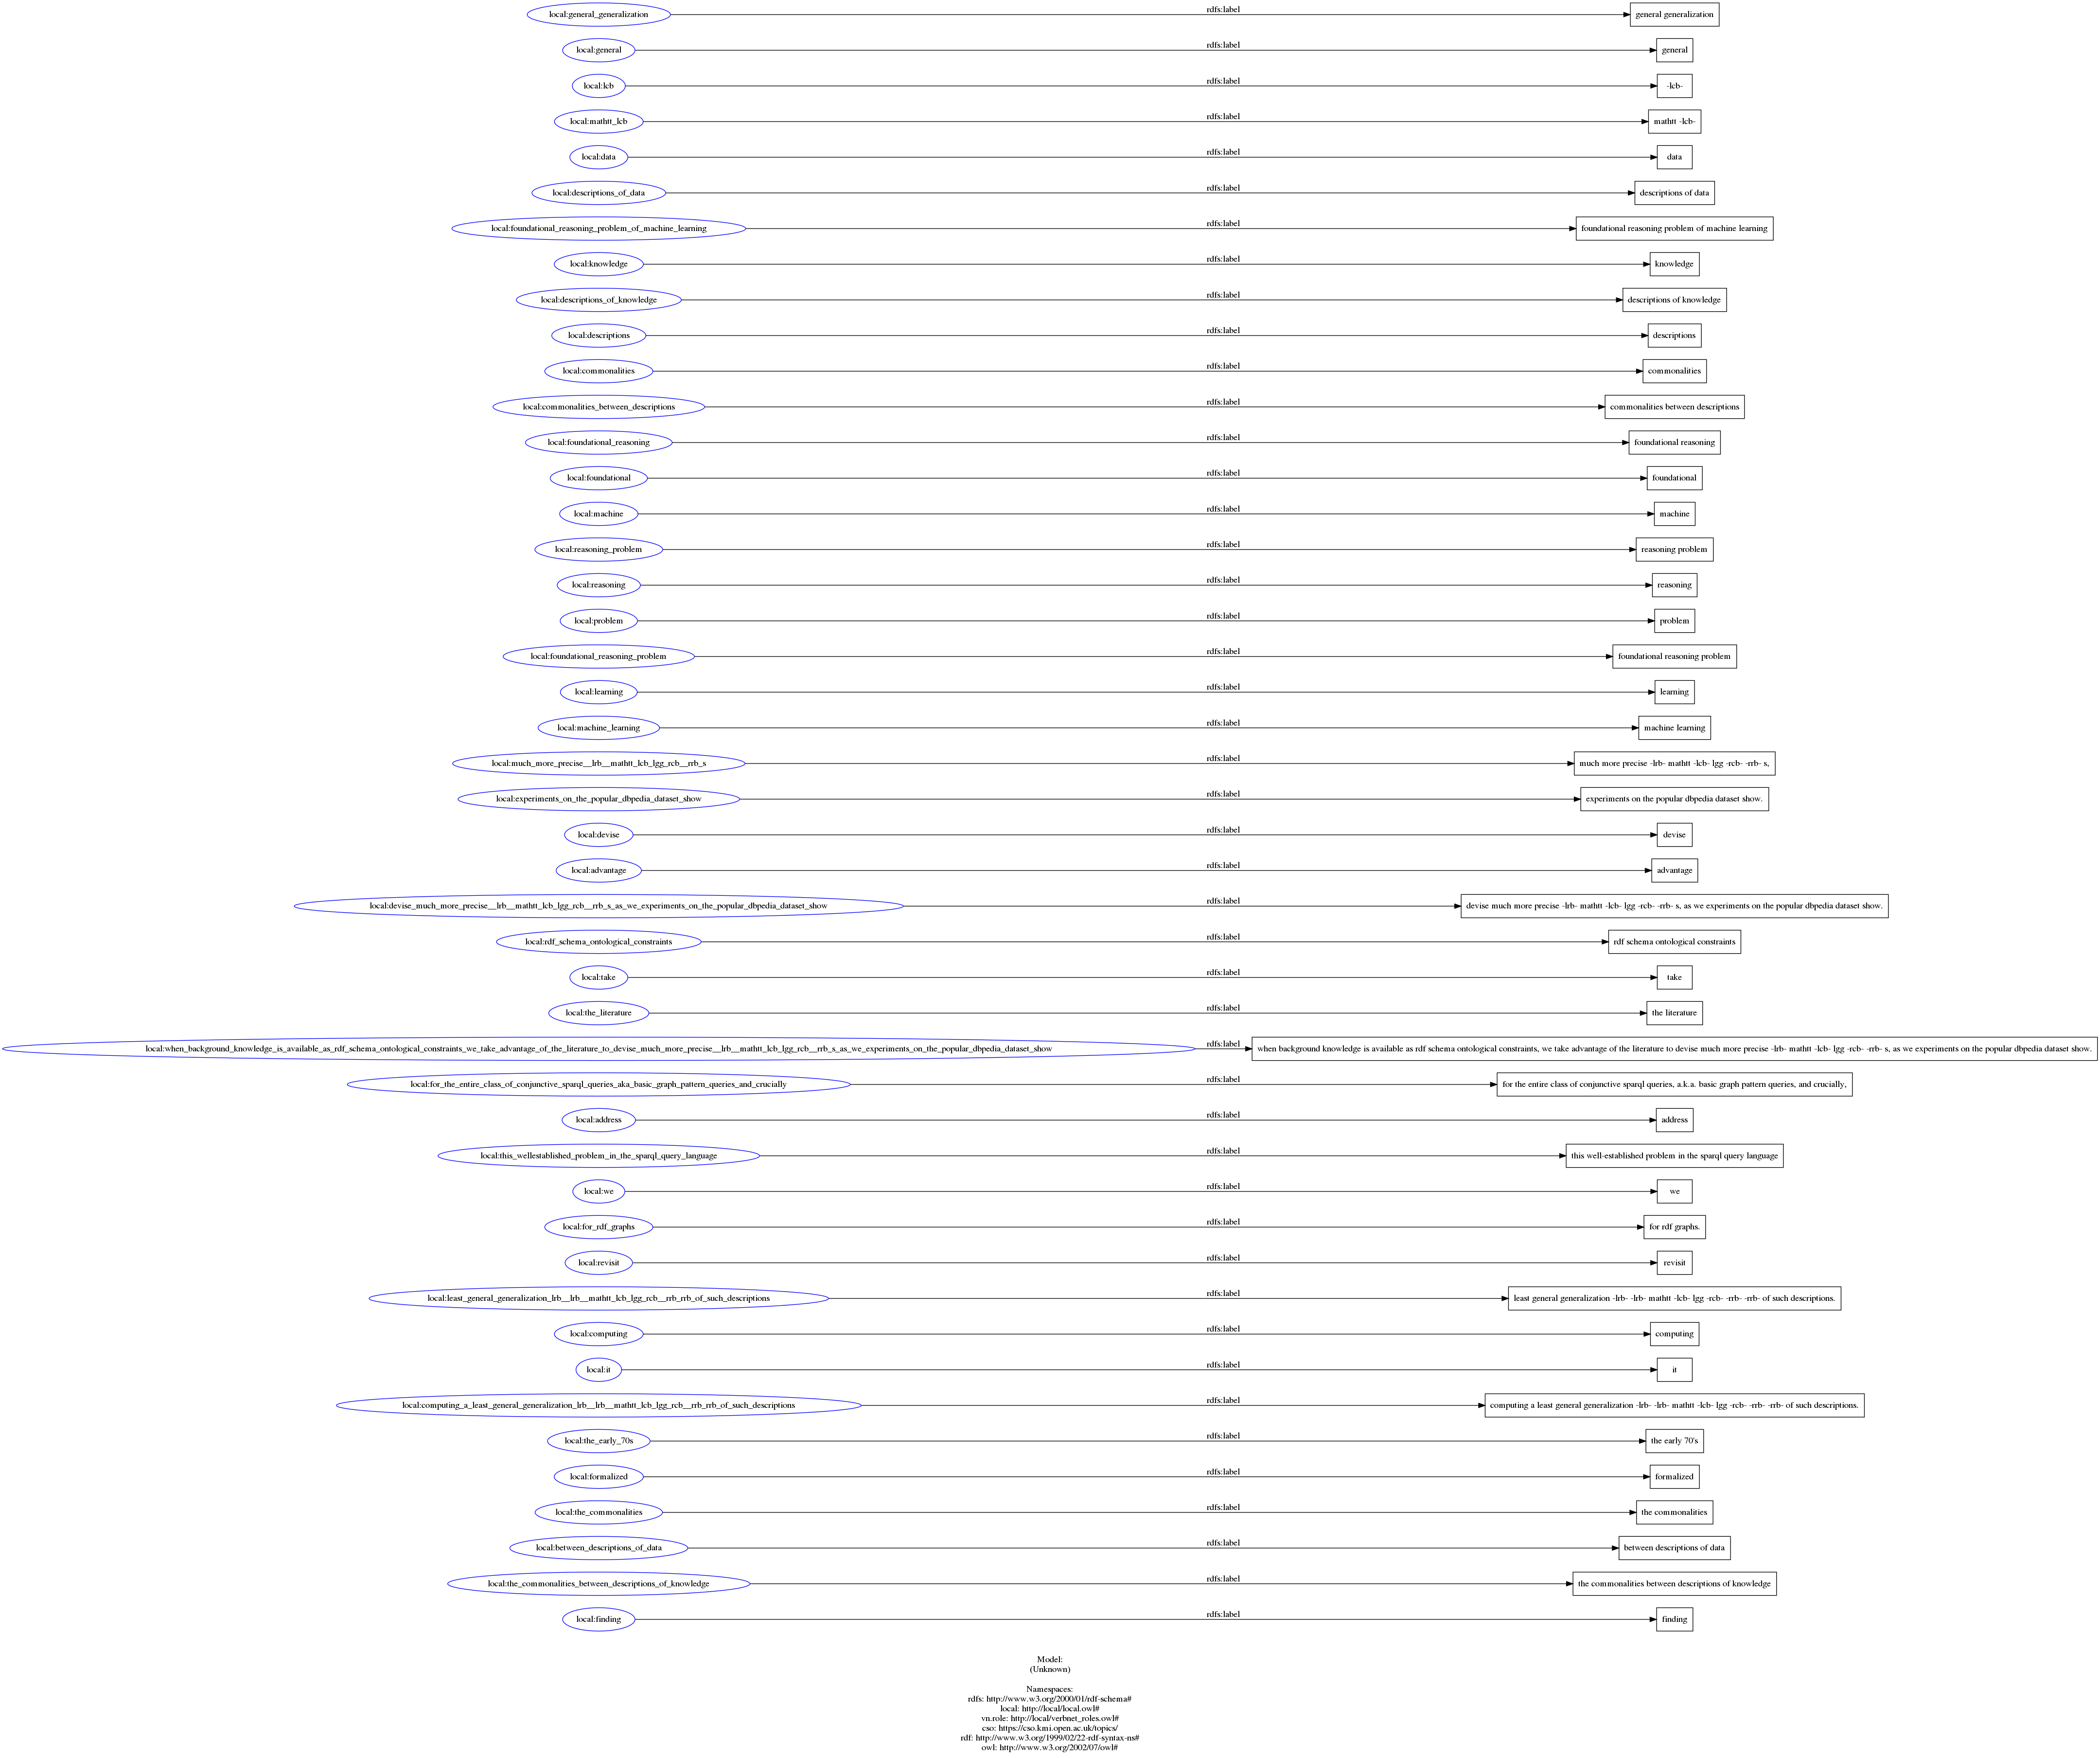 local:general_generalization rdfs:label general generalization
local:general rdfs:label general
local:lcb rdfs:label -lcb-
local:mathtt_lcb rdfs:label mathtt -lcb-
local:data rdfs:label data
local:descriptions_of_data rdfs:label descriptions of data
local:foundational_reasoning_problem_of_machine_learning rdfs:label foundational reasoning problem of machine learning
local:knowledge rdfs:label knowledge
local:descriptions_of_knowledge rdfs:label descriptions of knowledge
local:descriptions rdfs:label descriptions
local:commonalities rdfs:label commonalities
local:commonalities_between_descriptions rdfs:label commonalities between descriptions
local:foundational_reasoning rdfs:label foundational reasoning
local:foundational rdfs:label foundational
local:machine rdfs:label machine
local:reasoning_problem rdfs:label reasoning problem
local:reasoning rdfs:label reasoning
local:problem rdfs:label problem
local:foundational_reasoning_problem rdfs:label foundational reasoning problem
local:learning rdfs:label learning
local:machine_learning rdfs:label machine learning
local:much_more_precise__lrb__mathtt_lcb_lgg_rcb__rrb_s rdfs:label much more precise -lrb- mathtt -lcb- lgg -rcb- -rrb- s,
local:experiments_on_the_popular_dbpedia_dataset_show rdfs:label experiments on the popular dbpedia dataset show.
local:devise rdfs:label devise
local:advantage rdfs:label advantage
local:devise_much_more_precise__lrb__mathtt_lcb_lgg_rcb__rrb_s_as_we_experiments_on_the_popular_dbpedia_dataset_show rdfs:label devise much more precise -lrb- mathtt -lcb- lgg -rcb- -rrb- s, as we experiments on the popular dbpedia dataset show.
local:rdf_schema_ontological_constraints rdfs:label rdf schema ontological constraints
local:take rdfs:label take
local:the_literature rdfs:label the literature
local:when_background_knowledge_is_available_as_rdf_schema_ontological_constraints_we_take_advantage_of_the_literature_to_devise_much_more_precise__lrb__mathtt_lcb_lgg_rcb__rrb_s_as_we_experiments_on_the_popular_dbpedia_dataset_show rdfs:label when background knowledge is available as rdf schema ontological constraints, we take advantage of the literature to devise much more precise -lrb- mathtt -lcb- lgg -rcb- -rrb- s, as we experiments on the popular dbpedia dataset show.
local:for_the_entire_class_of_conjunctive_sparql_queries_aka_basic_graph_pattern_queries_and_crucially rdfs:label for the entire class of conjunctive sparql queries, a.k.a. basic graph pattern queries, and crucially,
local:address rdfs:label address
local:this_wellestablished_problem_in_the_sparql_query_language rdfs:label this well-established problem in the sparql query language
local:we rdfs:label we
local:for_rdf_graphs rdfs:label for rdf graphs.
local:revisit rdfs:label revisit
local:least_general_generalization_lrb__lrb__mathtt_lcb_lgg_rcb__rrb_rrb_of_such_descriptions rdfs:label least general generalization -lrb- -lrb- mathtt -lcb- lgg -rcb- -rrb- -rrb- of such descriptions.
local:computing rdfs:label computing
local:it rdfs:label it
local:computing_a_least_general_generalization_lrb__lrb__mathtt_lcb_lgg_rcb__rrb_rrb_of_such_descriptions rdfs:label computing a least general generalization -lrb- -lrb- mathtt -lcb- lgg -rcb- -rrb- -rrb- of such descriptions.
local:the_early_70s rdfs:label the early 70's
local:formalized rdfs:label formalized
local:the_commonalities rdfs:label the commonalities
local:between_descriptions_of_data rdfs:label between descriptions of data
local:the_commonalities_between_descriptions_of_knowledge rdfs:label the commonalities between descriptions of knowledge
local:finding rdfs:label finding
Model:
(Unknown)
Namespaces:
rdfs: http://www.w3.org/2000/01/rdf-schema#
local: http://local/local.owl#
vn.role: http://local/verbnet_roles.owl#
cso: https://cso.kmi.open.ac.uk/topics/
rdf: http://www.w3.org/1999/02/22-rdf-syntax-ns#
owl: http://www.w3.org/2002/07/owl#